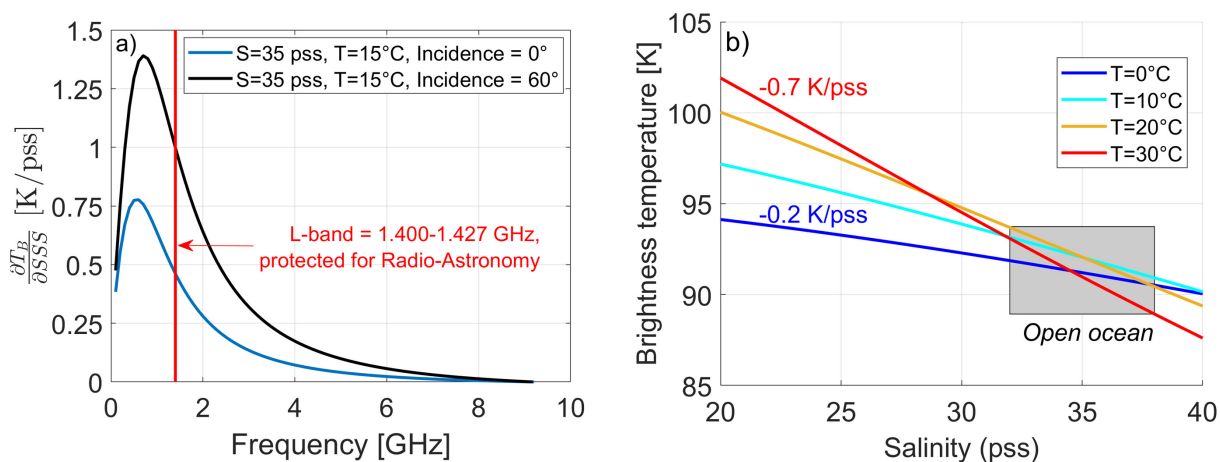 a)
S=35 pss, T=15°C, Incidence = 0°
S=35 pss, T=15°C, Incidence = 60°
1.5
1.25
1
0.75
0.5
0.25
0
∂T_B/∂SSS [K/pss]
L-band = 1.400-1.427 GHz,
protected for Radio-Astronomy
0 2 4 6 8 10
Frequency [GHz]
b)
T=0°C
T=10°C
T=20°C
T=30°C
105
100
95
90
85
Brightness temperature [K]
-0.7 K/pss
-0.2 K/pss
Open ocean
20 25 30 35 40
Salinity (pss)